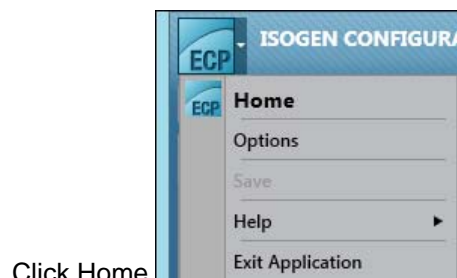 ISOGEN CONFIGURA
ECP
ECP Home
Options
Save
Help
Exit Application
Click Home